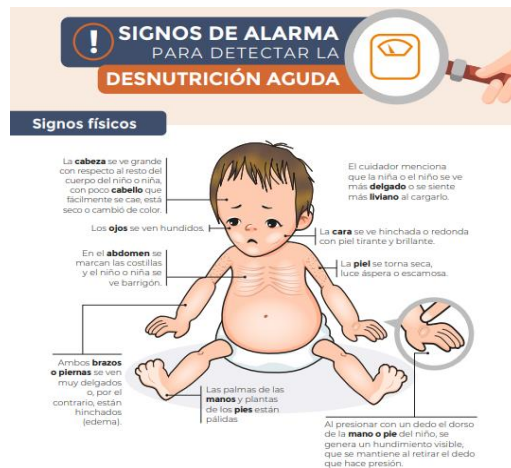 SIGNOS DE ALARMA
PARA DETECTAR LA
DESNUTRICIÓN AGUDA
Signos físicos
La cabeza se ve grande
con respecto al resto del
cuerpo del niño o niña,
con poco cabello que
fácilmente se cae, está
seco o cambió de color.
El cuidador menciona
que la niña o el niño se ve
más delgado o se siente
más liviano al cargarlo.
Los ojos se ven hundidos.
La cara se ve hinchada o redonda
con piel tirante y brillante.
En el abdomen se
marcan las costillas
y el niño o niña se
ve barrigón.
La piel se torna seca,
luce áspera o escamosa.
Ambos brazos
o piernas se ven
muy delgados
o, por el
contrario, están
hinchados
(edema).
Las palmas de las
manos y plantas
de los pies están
pálidas
Al presionar con un dedo el dorso
de la mano o pie del niño, se
genera un hundimiento visible,
que se mantiene al retirar el dedo
que hace presión.